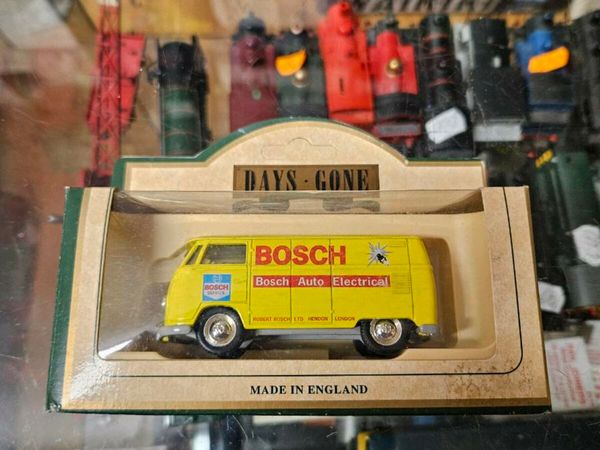 DAYS · GONE
BOSCH
Bosch Auto Electrical
BOSCH
SERVICE
ROBERT BOSCH LTD HENDON LONDON
MADE IN ENGLAND